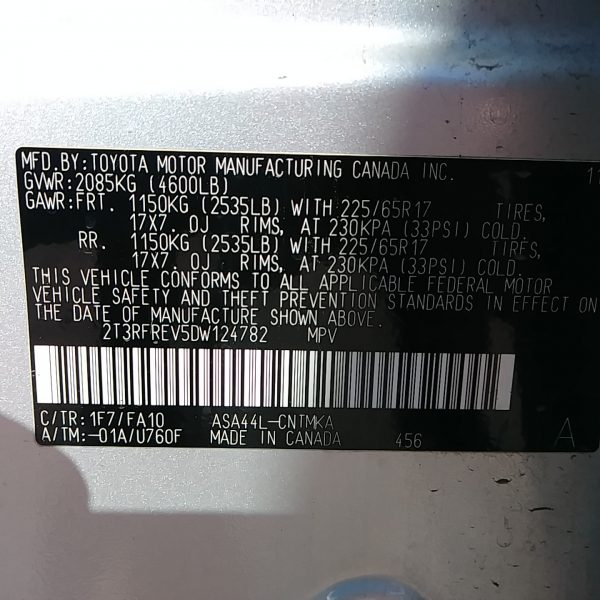 MFD.BY:TOYOTA MOTOR MANUFACTURING CANADA INC. 11
GVWR:2085KG (4600LB)
GAWR:FRT. 1150KG (2535LB) WITH 225/65R17 TIRES,
17X7.0J RIMS, AT 230KPA (33PSI) COLD.
RR. 1150KG (2535LB) WITH 225/65R17 TIRES,
17X7.0J RIMS, AT 230KPA (33PSI) COLD.
THIS VEHICLE CONFORMS TO ALL APPLICABLE FEDERAL MOTOR
VEHICLE SAFETY AND THEFT PREVENTION STANDARDS IN EFFECT ON
THE DATE OF MANUFACTURE SHOWN ABOVE.
2T3RFREV5DW124782 MPV
C/TR:1F7/FA10 ASA44L-CNTMKA
A/TM:-01A/U760F MADE IN CANADA 456 A